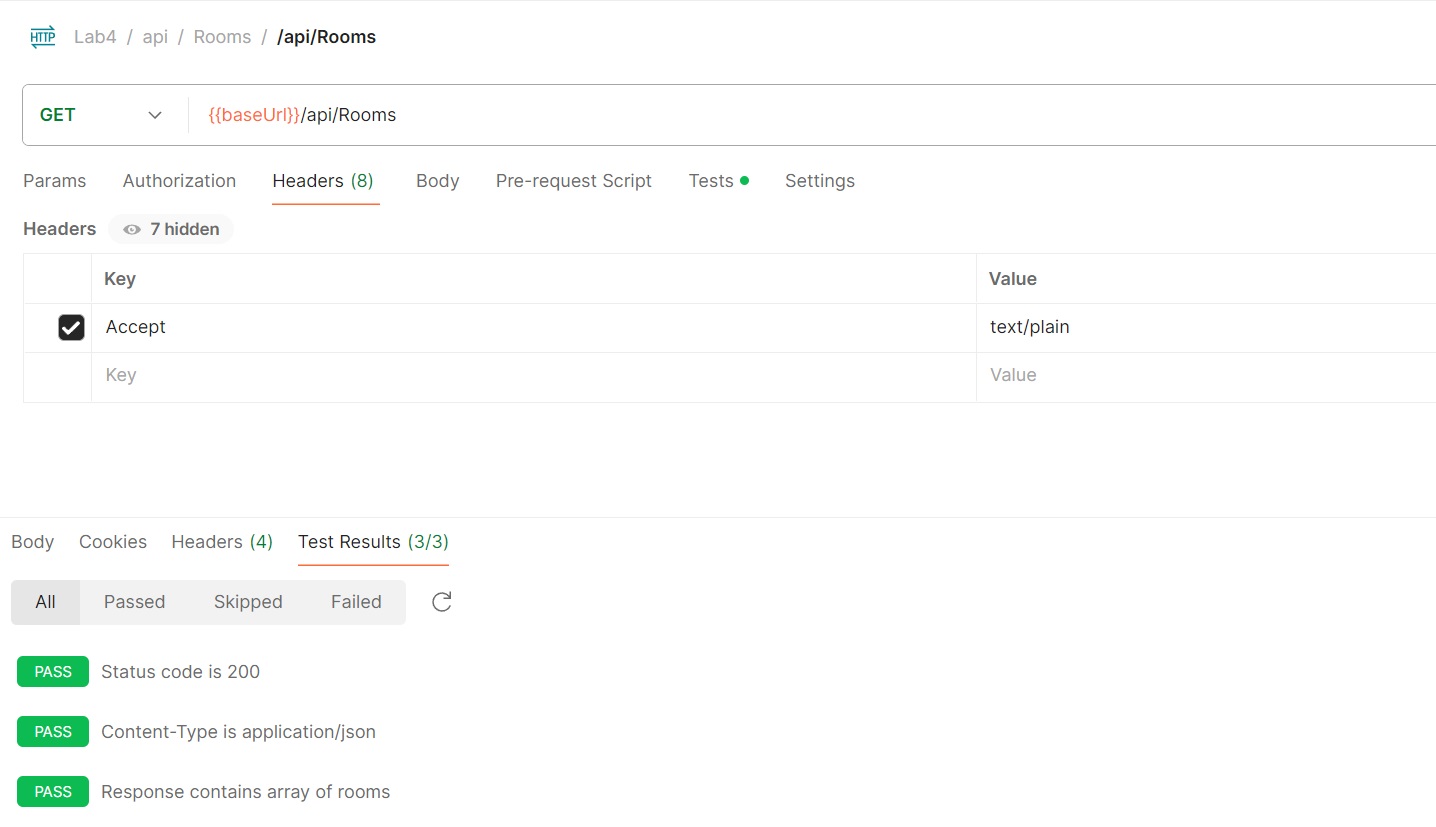 HTTP Lab4 / api / Rooms / /api/Rooms
GET {{baseUrl}}/api/Rooms
Params Authorization Headers (8) Body Pre-request Script Tests Settings
Headers 7 hidden
Key Value
Accept text/plain
Key Value
Body Cookies Headers (4) Test Results (3/3)
All Passed Skipped Failed
PASS Status code is 200
PASS Content-Type is application/json
PASS Response contains array of rooms